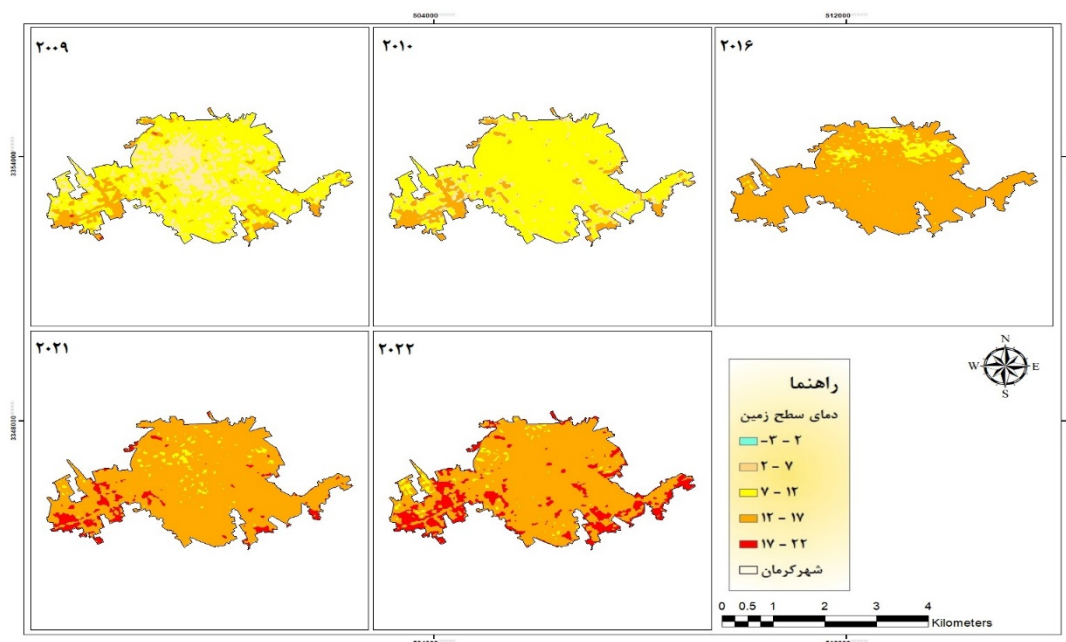 504000 512000
۲۰۰۹ ۲۰۱۰ ۲۰۱۶
3354000
۲۰۲۱ ۲۰۲۲
3348000
N
W E
S
راهنما
دمای سطح زمین
-۳ - ۲
۲ - ۷
۷ - ۱۲
۱۲ - ۱۷
۱۷ - ۲۲
شهرکرمان
0 0.5 1 2 3 4
Kilometers